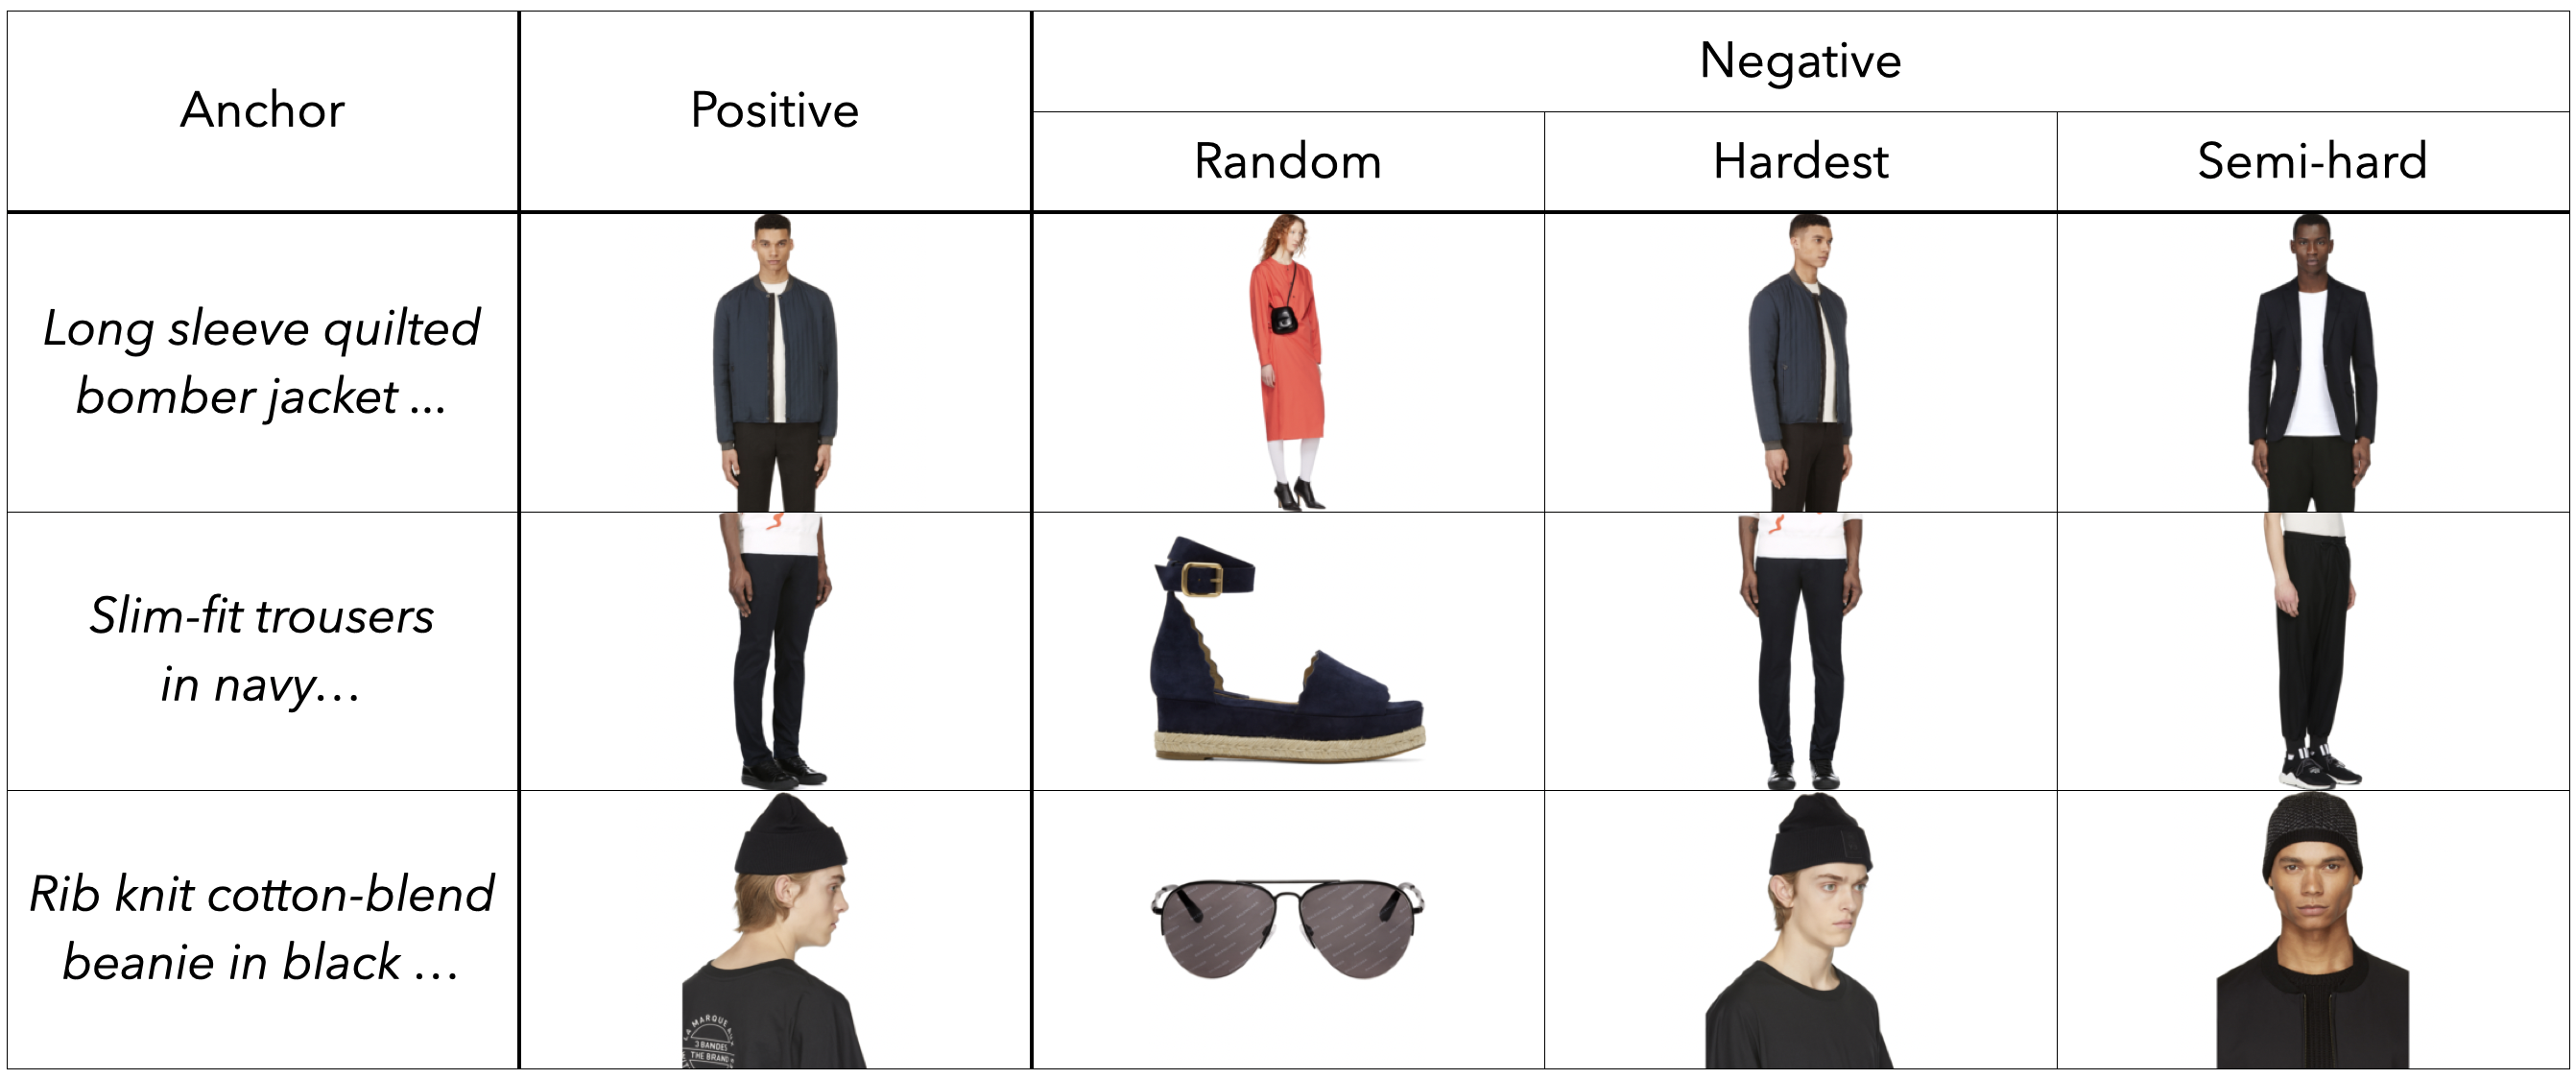 Anchor
Positive
Negative
Random
Hardest
Semi-hard
Long sleeve quilted
bomber jacket ...
Slim-fit trousers
in navy…
Rib knit cotton-blend
beanie in black …
LA MARQUE
3 BANDES
THE BRAND